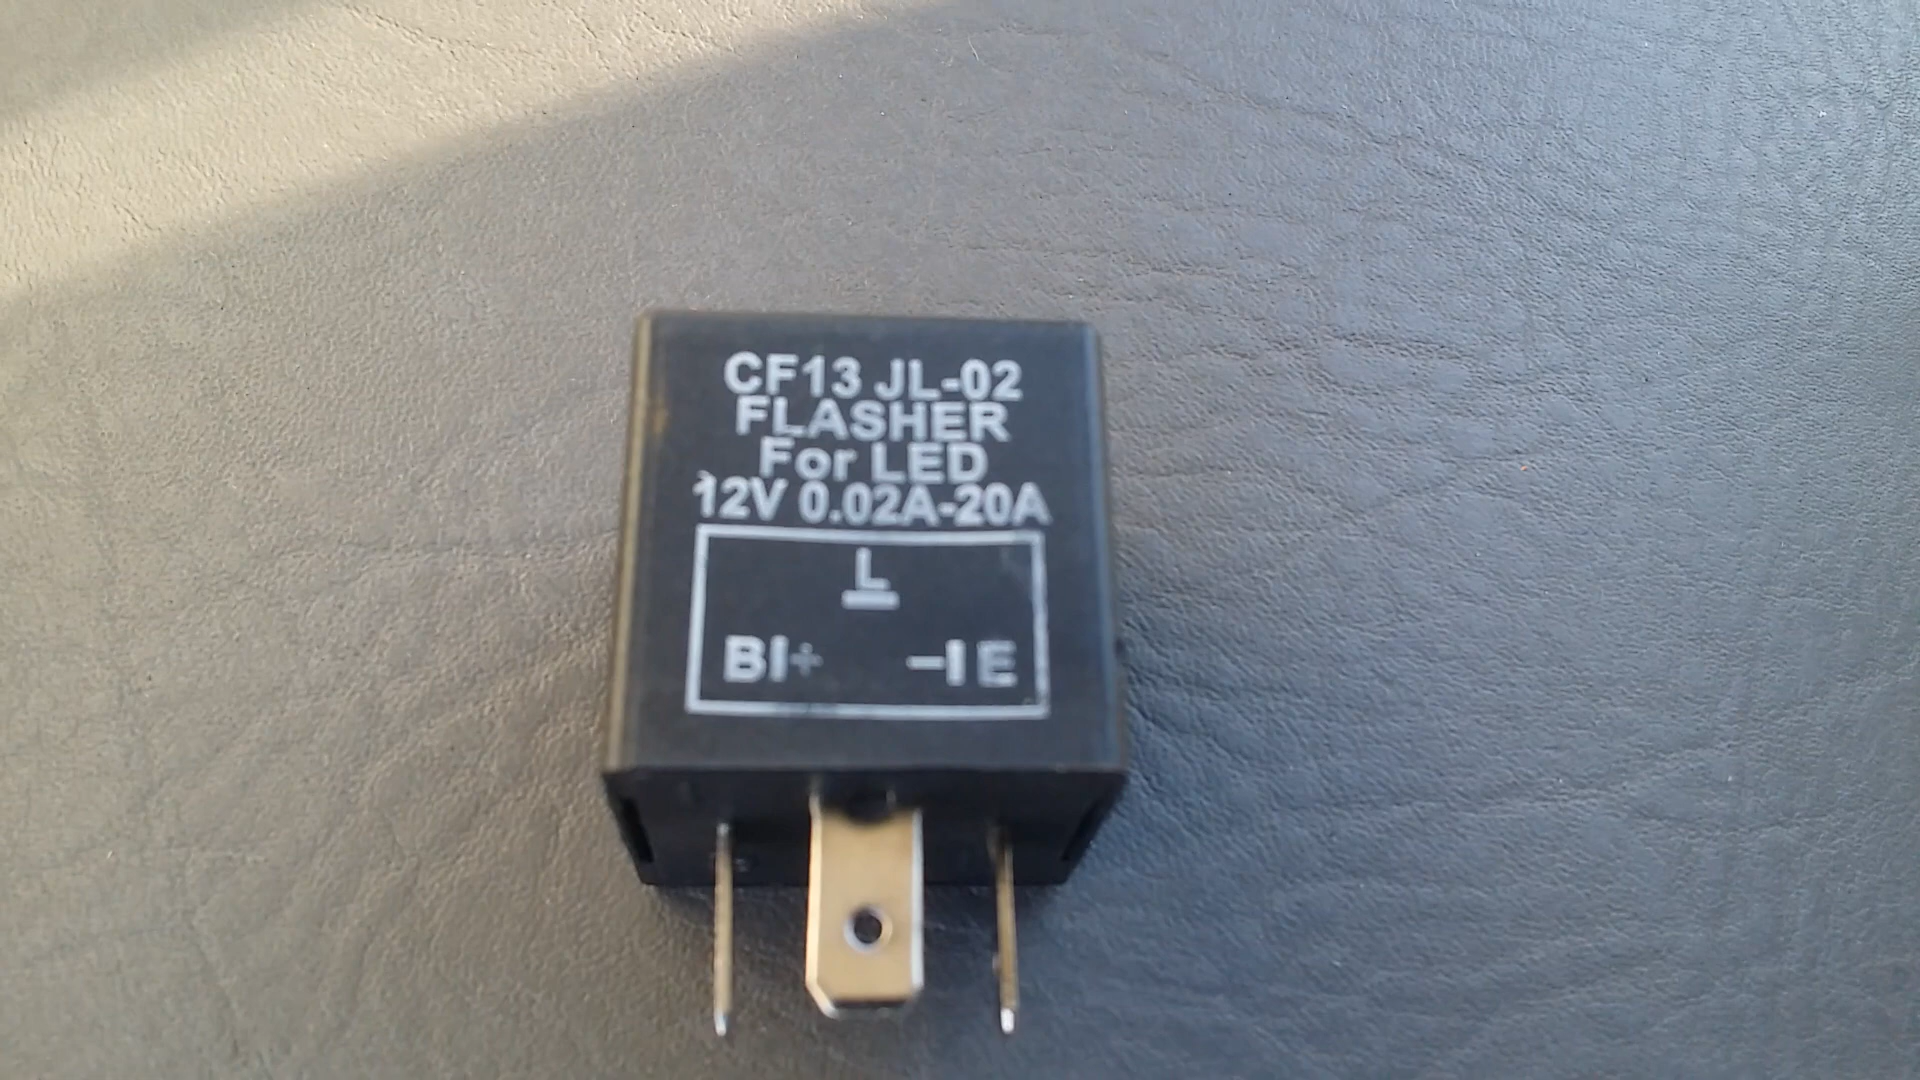 CF13 JL-02
FLASHER
For LED
12V 0.02A-20A
L
B|+ -| E